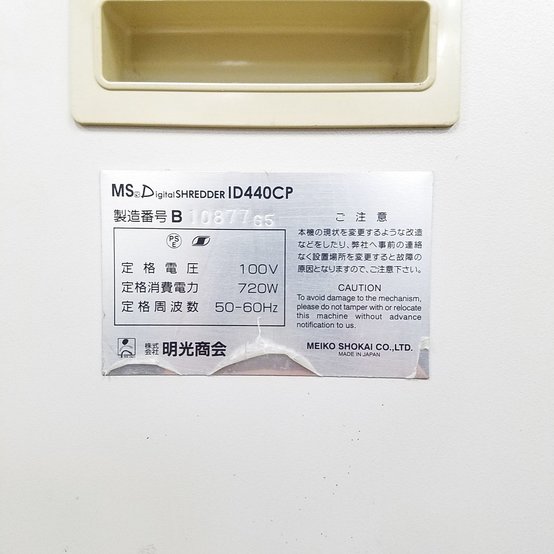 MS Digital SHREDDER ID440CP
製造番号 B 1087765
PS
E
定格電圧 100V
定格消費電力 720W
定格周波数 50-60Hz
株式
会社 明光商会
ご注意
本機の現状を変更するような改造
などをしたり、弊社へ事前の連絡
なく設置場所を変更すると故障の
原因となりますので、ご注意下さい。
CAUTION
To avoid damage to the mechanism,
please do not tamper with or relocate
this machine without advance
notification to us.
MEIKO SHOKAI CO.,LTD.
MADE IN JAPAN